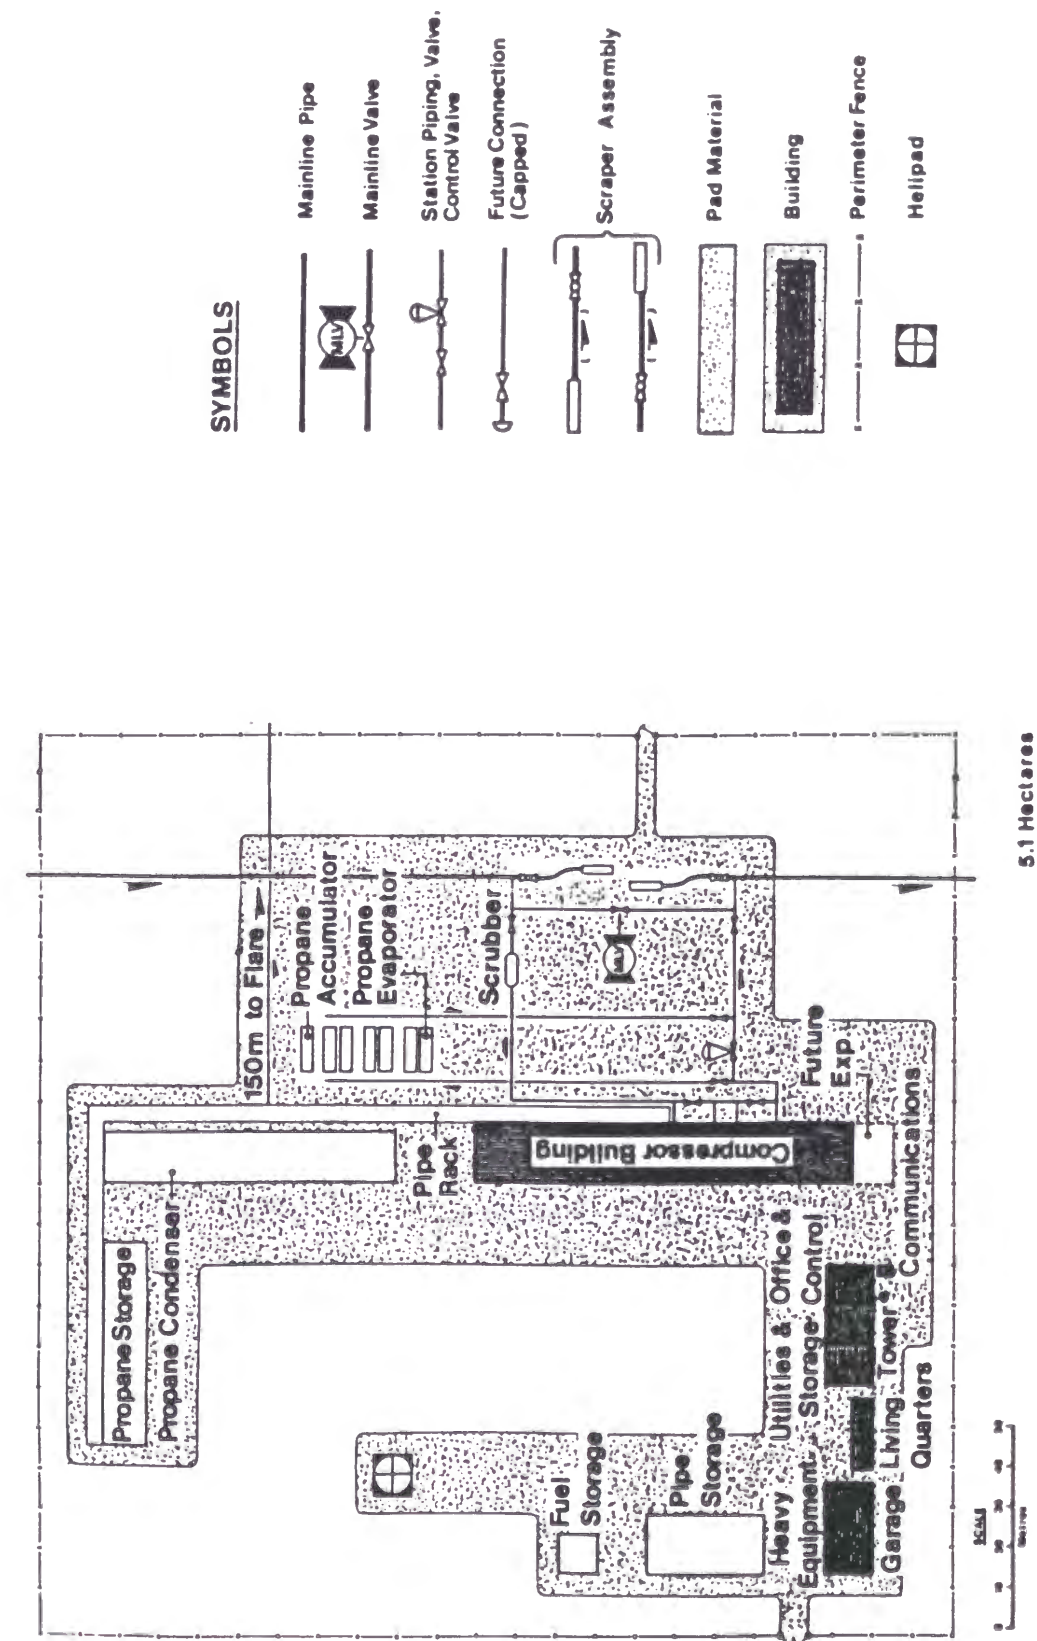 SYMBOLS
Mainline Pipe
MLV
Mainline Valve
Station Piping, Valve,
Control Valve
Future Connection
(Capped)
Scraper Assembly
Pad Material
Building
Perimeter Fence
Helipad
150m to Flare
Propane
Accumulator
Propane
Evaporator
Scrubber
MLV
Propane Storage
Propane Condenser
Pipe
Rack
Compressor Building
Future
Exp.
Communications
Tower
Office &
Control
Utilities &
Storage
Living
Quarters
Heavy
Equipment
Garage
Fuel
Storage
Pipe
Storage
SCALE
Metres
5.1 Hectares